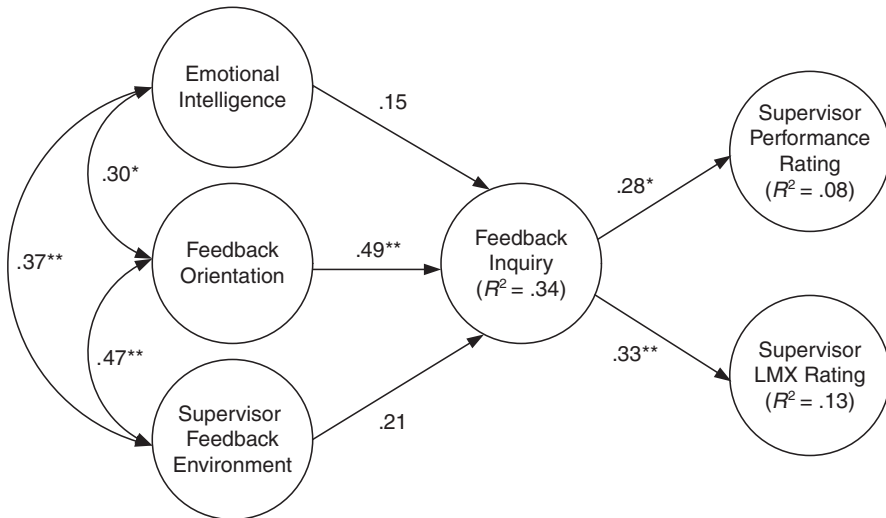 Emotional
Intelligence
.15
.30*
.37**
Feedback
Orientation
.49**
.47**
Supervisor
Feedback
Environment
.21
Feedback
Inquiry
(R² = .34)
.28*
.33**
Supervisor
Performance
Rating
(R² = .08)
Supervisor
LMX Rating
(R² = .13)